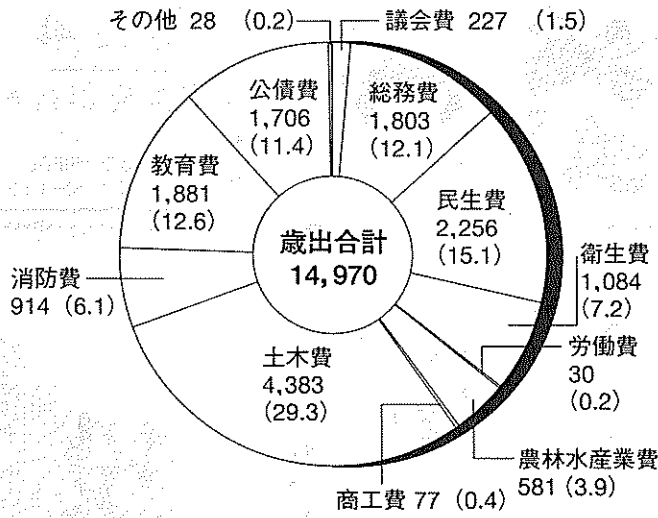 その他 28 (0.2)
議会費 227 (1.5)
公債費
1,706
(11.4)
総務費
1,803
(12.1)
教育費
1,881
(12.6)
民生費
2,256
(15.1)
歳出合計
14,970
衛生費
1,084
(7.2)
消防費
914 (6.1)
労働費
30
(0.2)
土木費
4,383
(29.3)
農林水産業費
581 (3.9)
商工費 77 (0.4)